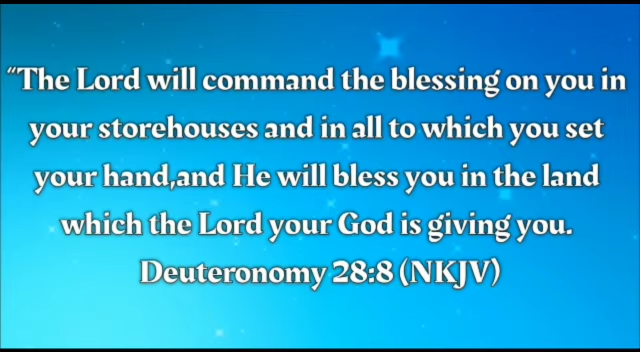 “The Lord will command the blessing on you in
your storehouses and in all to which you set
your hand,and He will bless you in the land
which the Lord your God is giving you.
Deuteronomy 28:8 (NKJV)